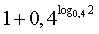 1 + 0,4^{log_{0,4} 2}